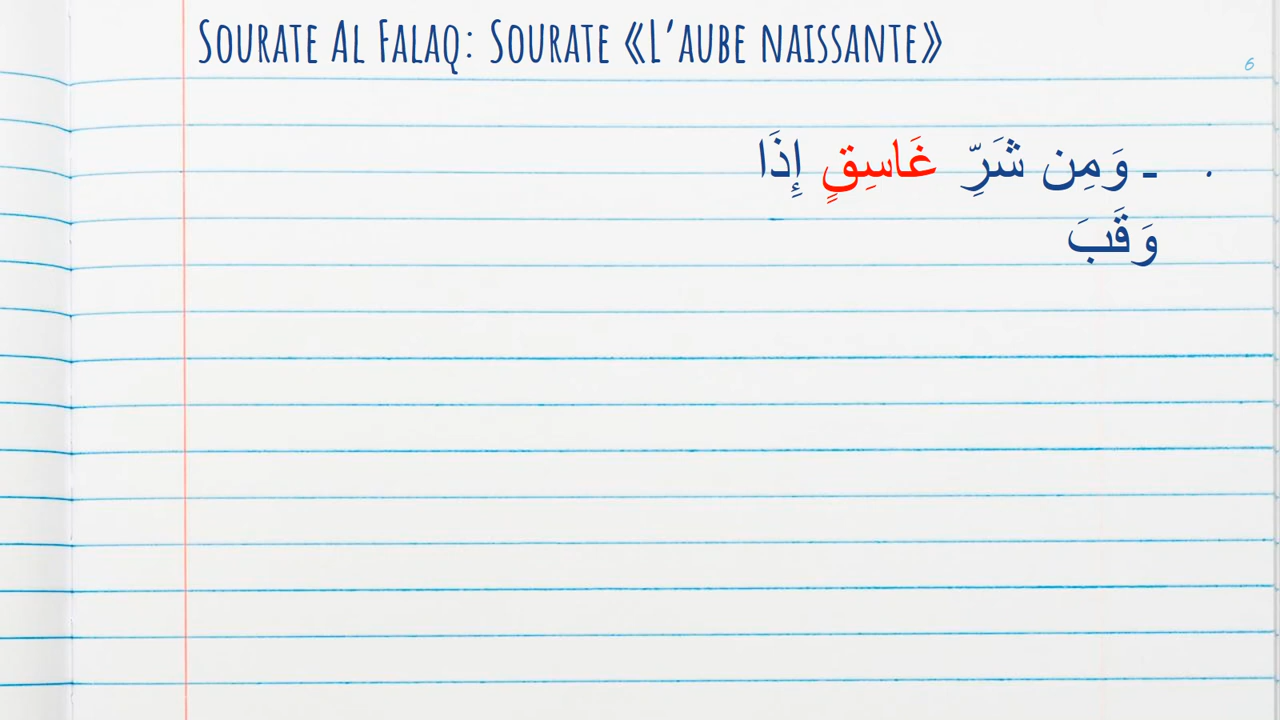 Sourate Al Falaq: Sourate «L’aube naissante»
6
. ـ وَمِن شَرِّ غَاسِقٍ إِذَا
وَقَبَ